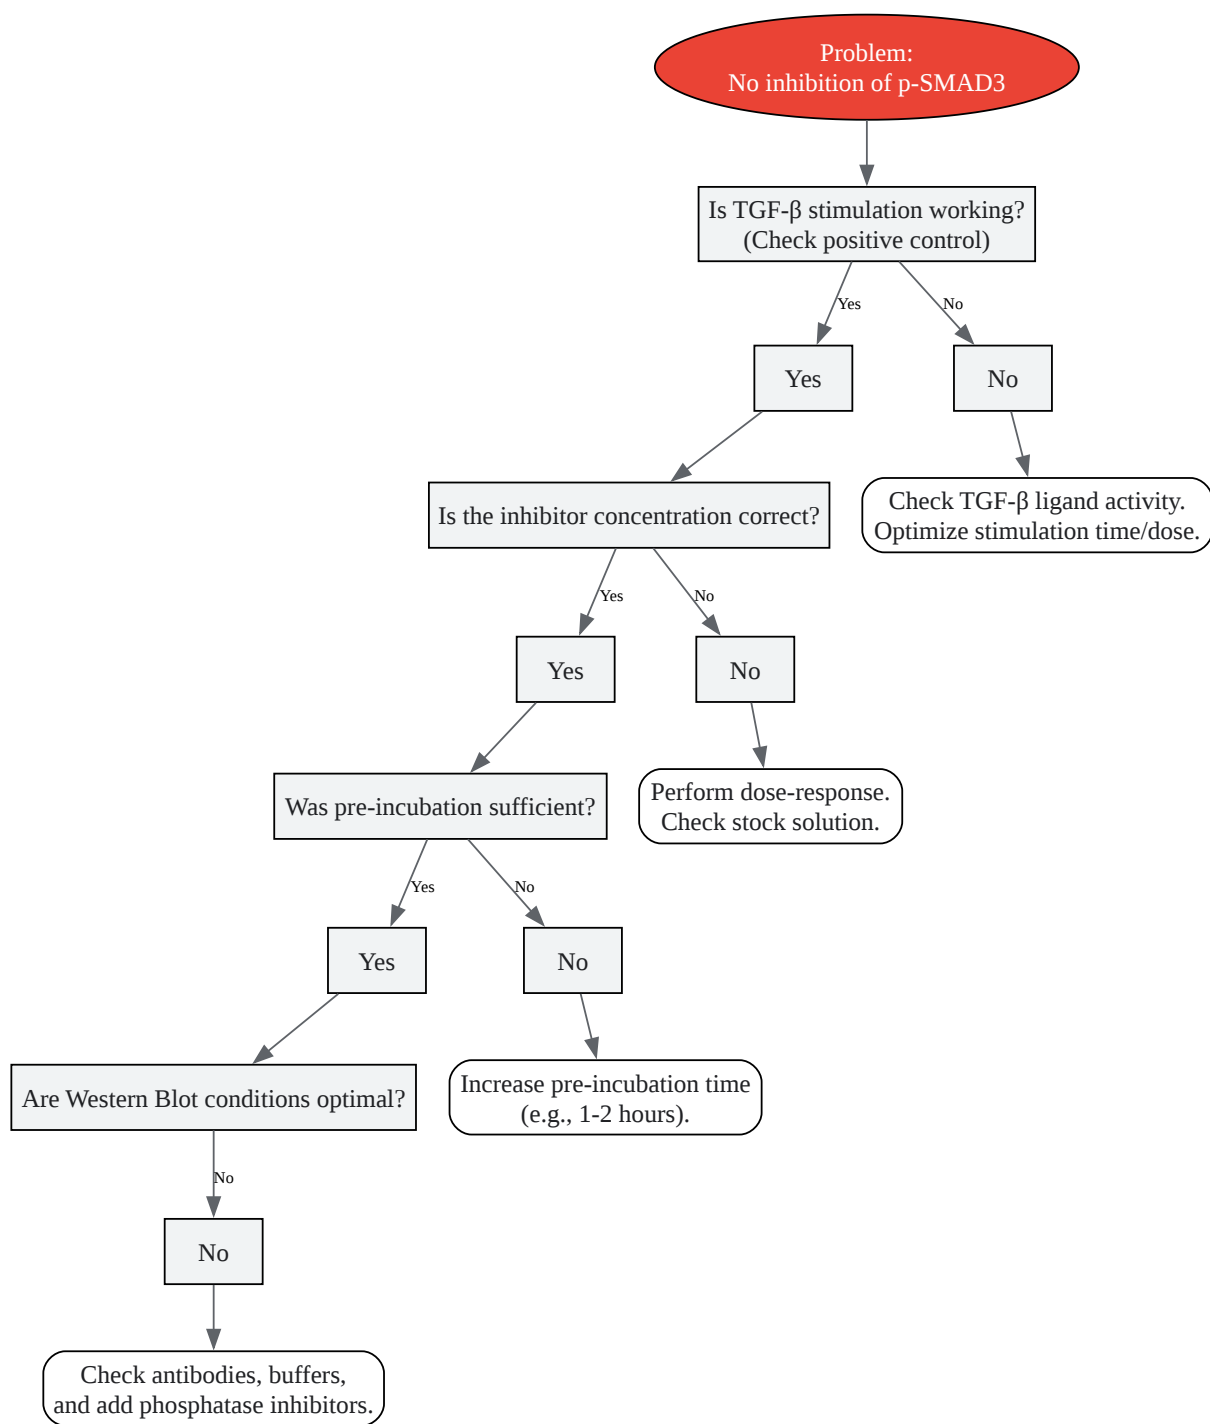 Problem:
No inhibition of p-SMAD3
Is TGF-β stimulation working?
(Check positive control)
Yes
No
Yes
No
Is the inhibitor concentration correct?
Check TGF-β ligand activity.
Optimize stimulation time/dose.
Yes
No
Yes
No
Was pre-incubation sufficient?
Perform dose-response.
Check stock solution.
Yes
No
Yes
No
Are Western Blot conditions optimal?
Increase pre-incubation time
(e.g., 1-2 hours).
No
No
Check antibodies, buffers,
and add phosphatase inhibitors.